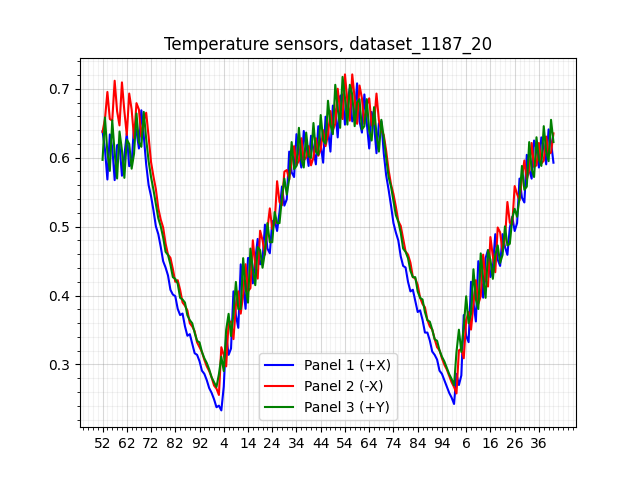 Temperature sensors, dataset_1187_20
0.7
0.6
0.5
0.4
0.3
Panel 1 (+X)
Panel 2 (-X)
Panel 3 (+Y)
52 62 72 82 92 4 14 24 34 44 54 64 74 84 94 6 16 26 36